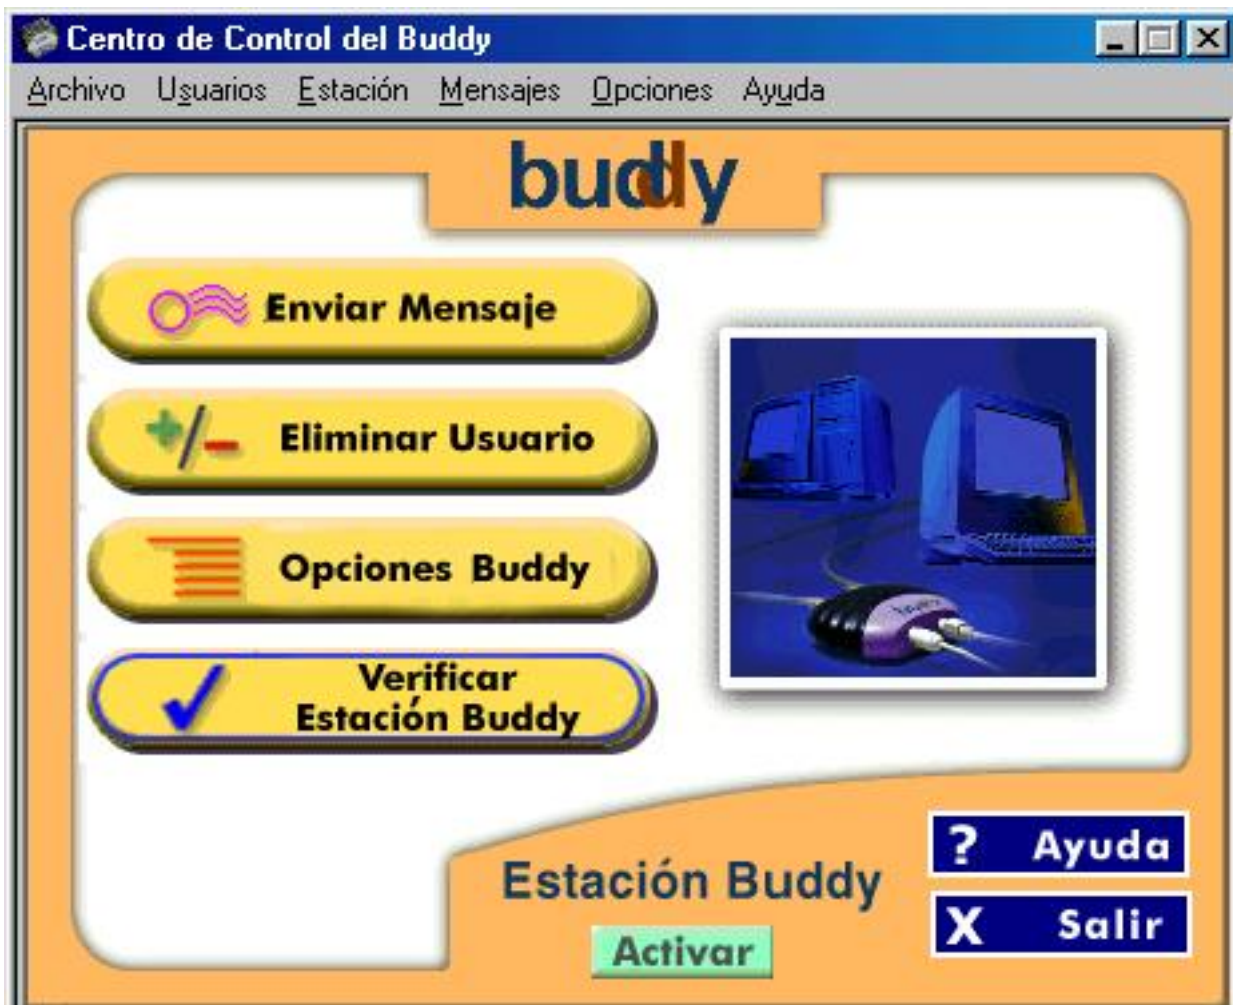 Centro de Control del Buddy
Archivo Usuarios Estación Mensajes Opciones Ayuda
buddy
Enviar Mensaje
Eliminar Usuario
Opciones Buddy
Verificar
Estación Buddy
Estación Buddy
Activar
? Ayuda
X Salir